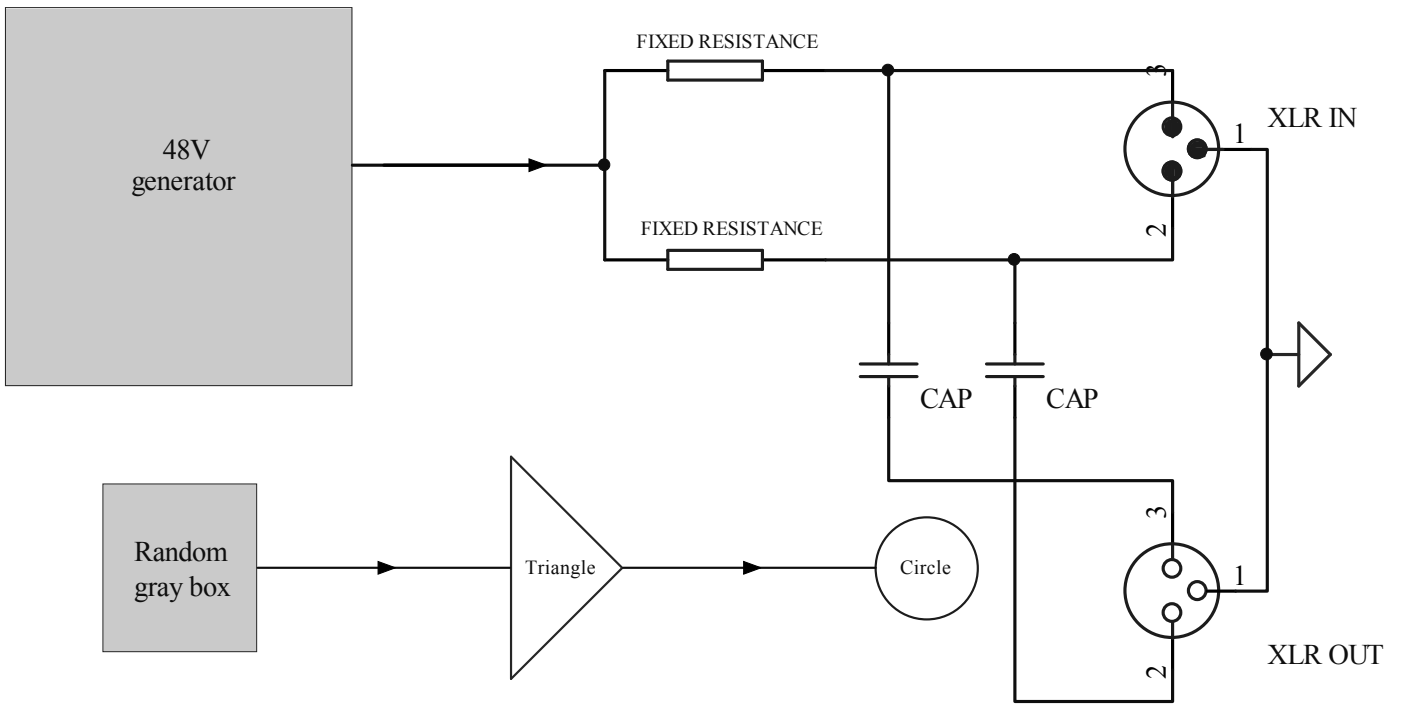 FIXED RESISTANCE
3
XLR IN
1
48V
generator
FIXED RESISTANCE
2
CAP
CAP
3
Random
gray box
Triangle
Circle
1
XLR OUT
2